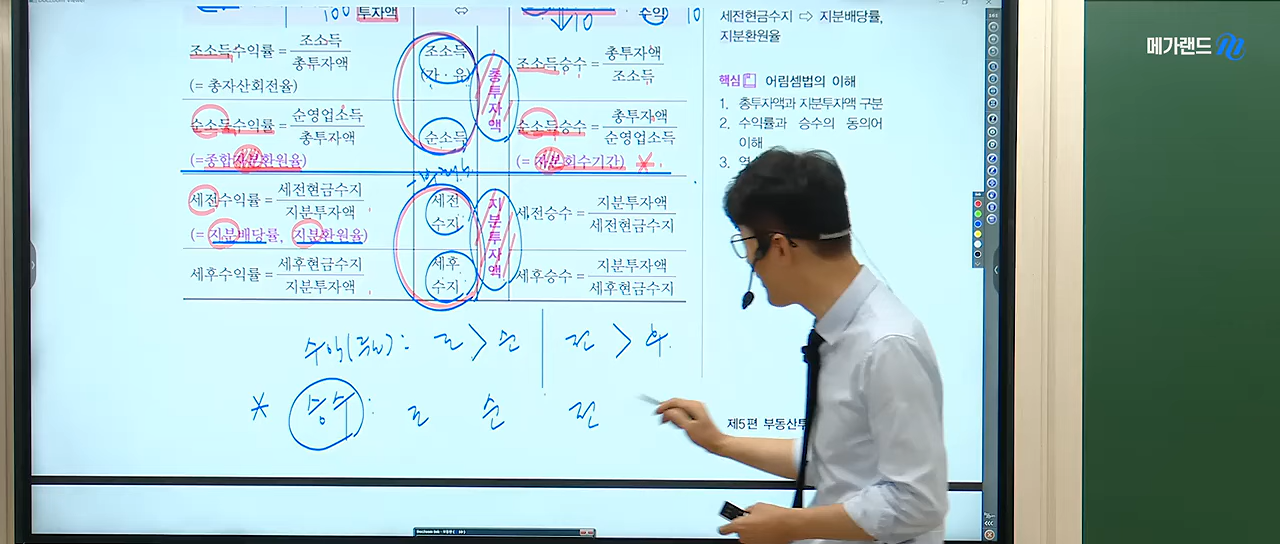 메가랜드
100 투자액 ⇔
10 수익 10
세전현금수지 ⇨ 지분배당률,
지분환원율
조소득수익률 = 조소득 / 총투자액
(= 총자산회전율)
조소득
(가·유)
조소득승수 = 총투자액 / 조소득
순소득수익률 = 순영업소득 / 총투자액
(=종합자본환원율)
순소득
총투자액
순소득승수 = 총투자액 / 순영업소득
(= 자본회수기간)
세전수익률 = 세전현금수지 / 지분투자액
(= 지분배당률, 지분환원율)
세전
수지
세전승수 = 지분투자액 / 세전현금수지
세후수익률 = 세후현금수지 / 지분투자액
세후
수지
지분투자액
세후승수 = 지분투자액 / 세후현금수지
핵심 어림셈법의 이해
1. 총투자액과 지분투자액 구분
2. 수익률과 승수의 동의어
이해
3.
조 > 순 | 전 > 후
* 승수 : 조 순 전
제5편 부동산투